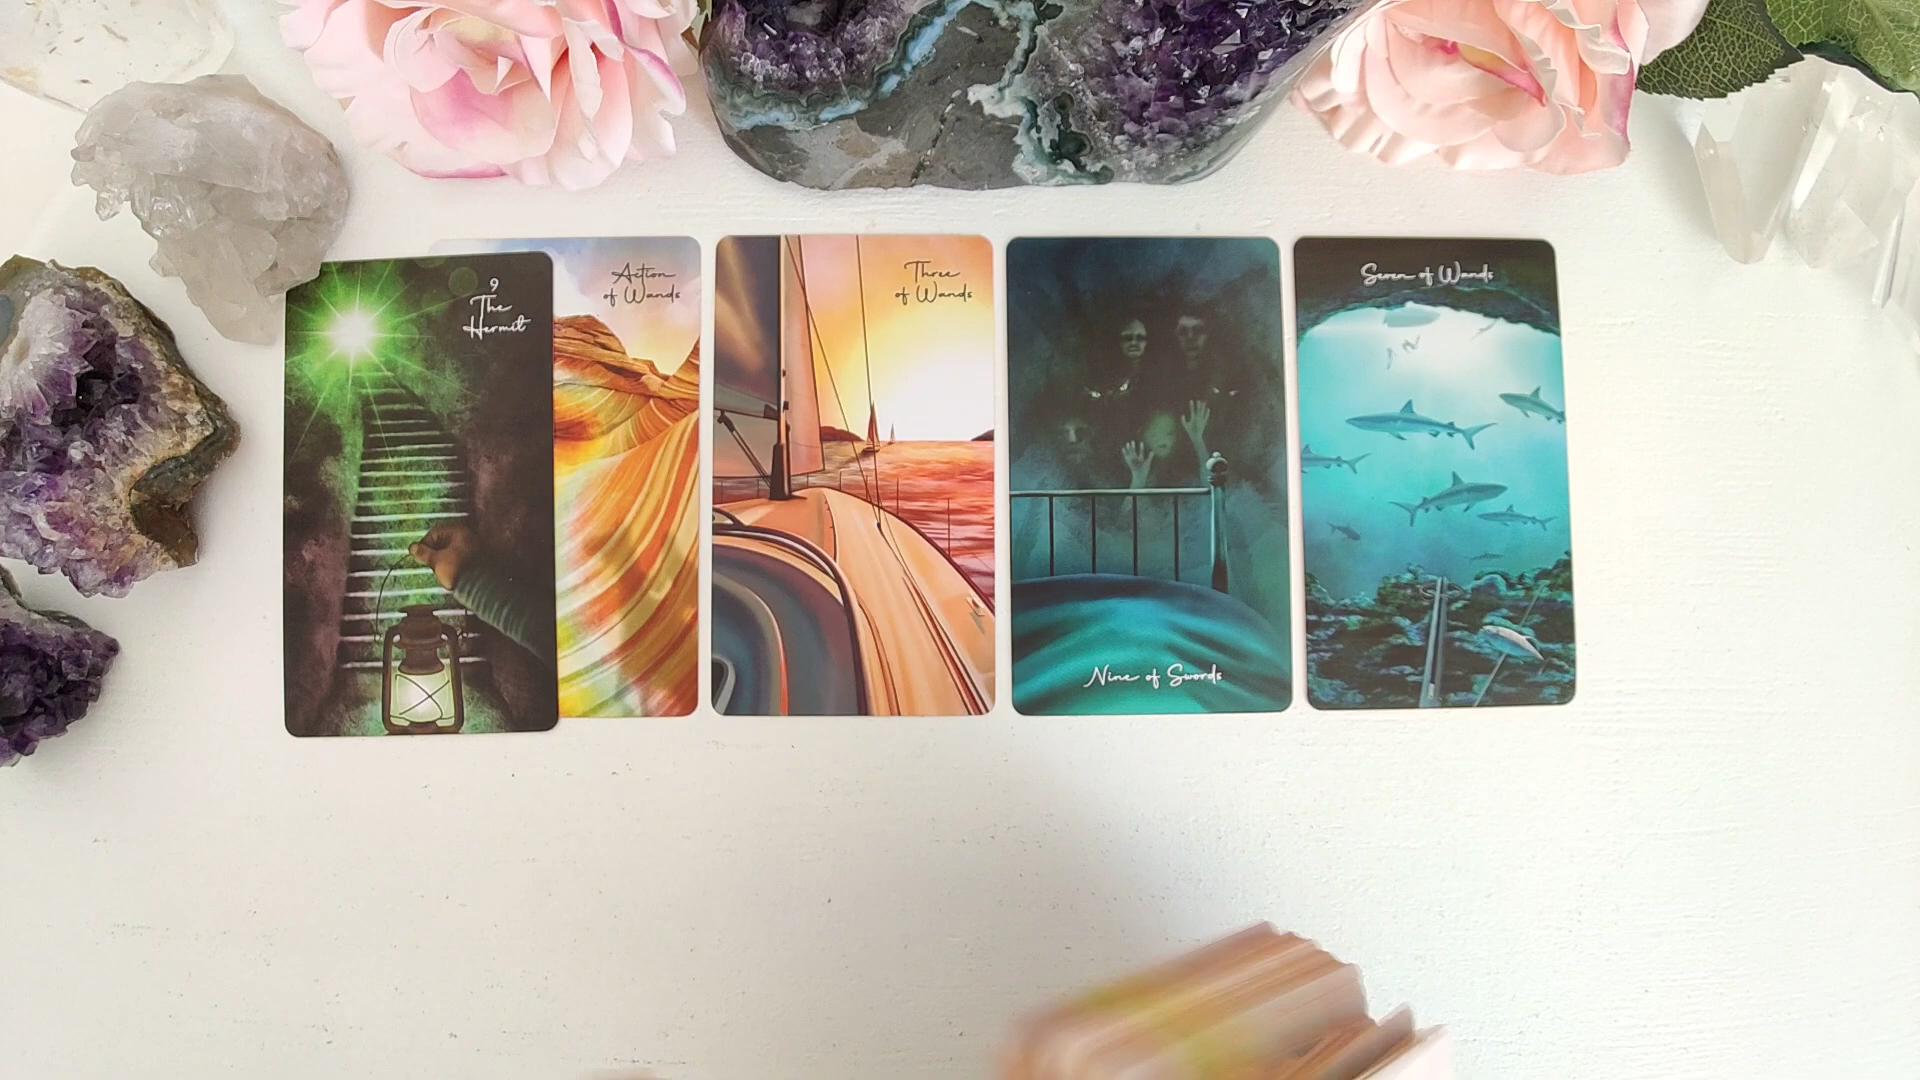 9
The
Hermit
Action
of Wands
Three
of Wands
Nine of Swords
Seven of Wands